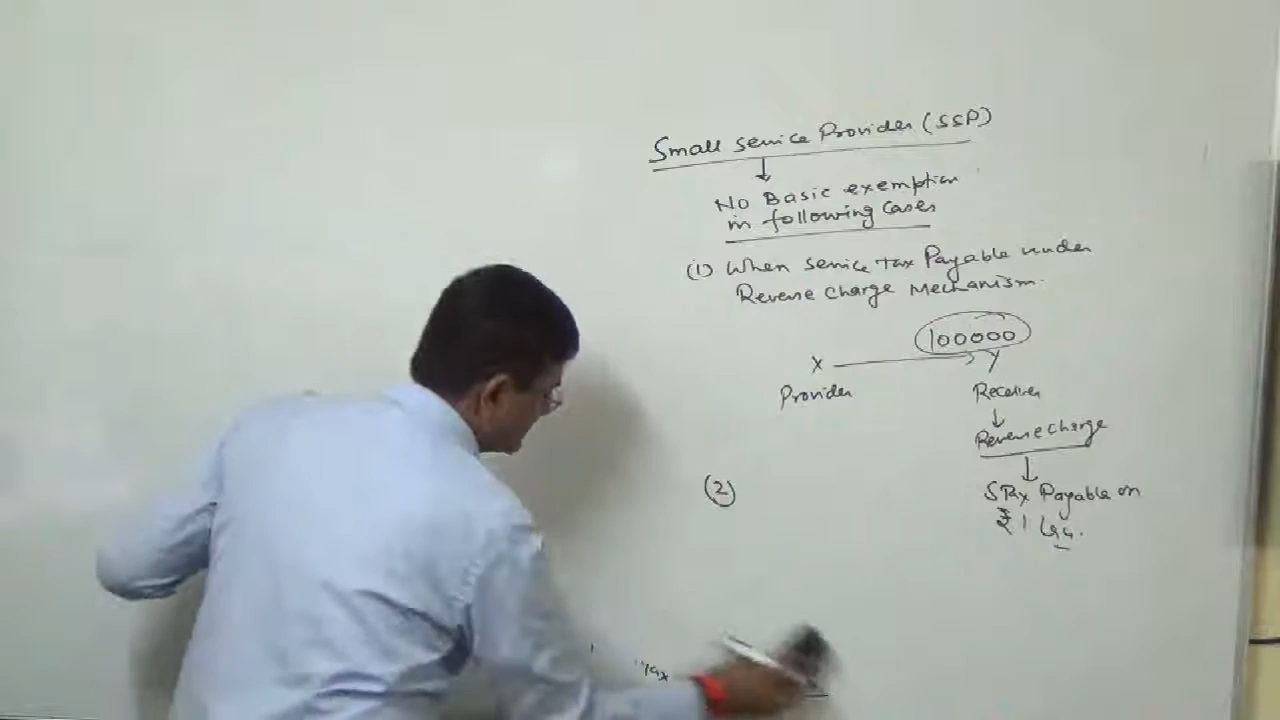 Small Service Provider (SSP)
↓
No Basic exemption
in following Cases
(1) When service tax Payable under
Reverse Charge Mechanism.
100000
X → Y
Provider Receiver
↓
Reverse charge
↓
STax Payable on
₹ 1 Lac.
(2)